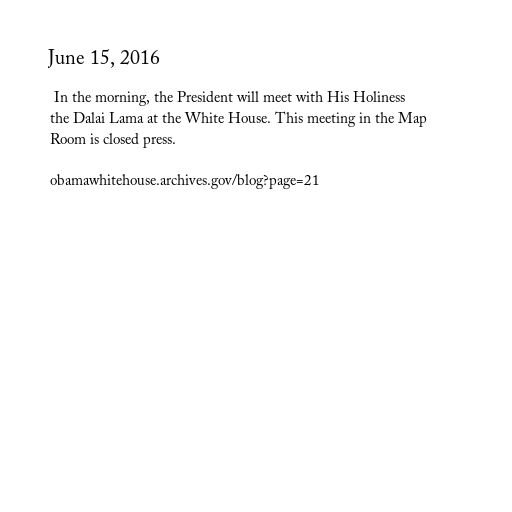 June 15, 2016
In the morning, the President will meet with His Holiness
the Dalai Lama at the White House. This meeting in the Map
Room is closed press.
obamawhitehouse.archives.gov/blog?page=21